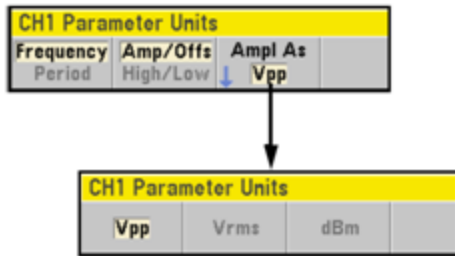 CH1 Parameter Units
Frequency Amp/Offs Ampl As
Period High/Low Vpp
CH1 Parameter Units
Vpp Vrms dBm